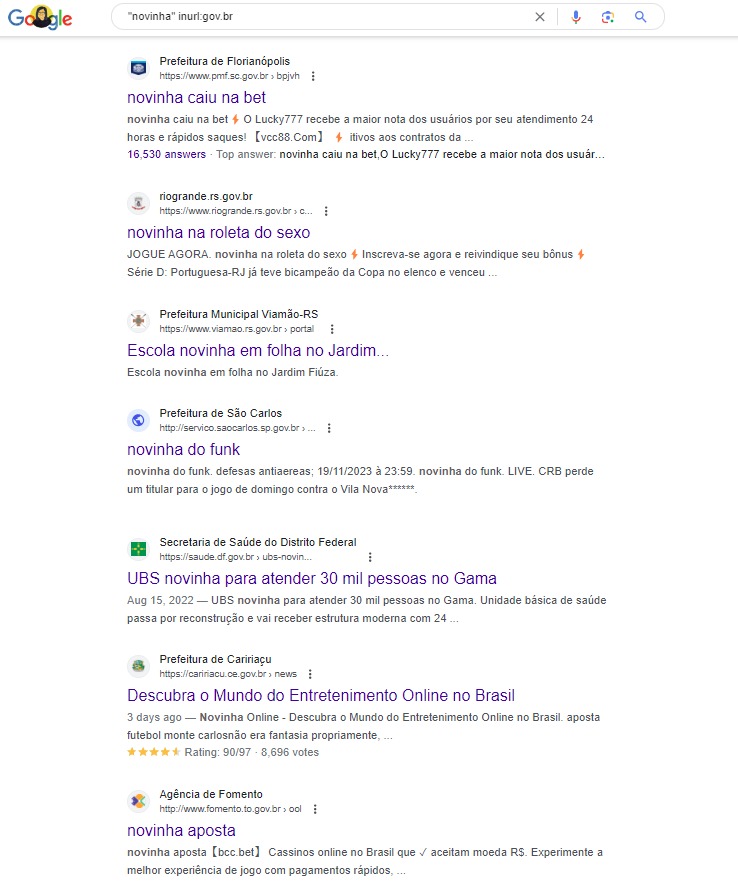 Google
"novinha" inurl:gov.br
Prefeitura de Florianópolis
https://www.pmf.sc.gov.br › bpjvh
novinha caiu na bet
novinha caiu na bet⚡O Lucky777 recebe a maior nota dos usuários por seu atendimento 24
horas e rápidos saques!【vcc88.Com】 ⚡ itivos aos contratos da ...
16,530 answers · Top answer: novinha caiu na bet,O Lucky777 recebe a maior nota dos usuár...
riogrande.rs.gov.br
https://www.riogrande.rs.gov.br › c...
novinha na roleta do sexo
JOGUE AGORA. novinha na roleta do sexo⚡Inscreva-se agora e reivindique seu bônus⚡
Série D: Portuguesa-RJ já teve bicampeão da Copa no elenco e venceu ...
Prefeitura Municipal Viamão-RS
https://www.viamao.rs.gov.br › portal
Escola novinha em folha no Jardim...
Escola novinha em folha no Jardim Fiúza.
Prefeitura de São Carlos
http://servico.saocarlos.sp.gov.br › ...
novinha do funk
novinha do funk. defesas antiaereas; 19/11/2023 à 23:59. novinha do funk. LIVE. CRB perde
um titular para o jogo de domingo contra o Vila Nova******.
Secretaria de Saúde do Distrito Federal
https://saude.df.gov.br › ubs-novin...
UBS novinha para atender 30 mil pessoas no Gama
Aug 15, 2022 — UBS novinha para atender 30 mil pessoas no Gama. Unidade básica de saúde
passa por reconstrução e vai receber estrutura moderna com 24 ...
Prefeitura de Caririaçu
https://caririacu.ce.gov.br › news
Descubra o Mundo do Entretenimento Online no Brasil
3 days ago — Novinha Online - Descubra o Mundo do Entretenimento Online no Brasil. aposta
futebol monte carlosnão era fantasia propriamente, ...
Rating: 90/97 · 8,696 votes
Agência de Fomento
http://www.fomento.to.gov.br › ool
novinha aposta
novinha aposta【bcc.bet】 Cassinos online no Brasil que ✓ aceitam moeda R$. Experimente a
melhor experiência de jogo com pagamentos rápidos, ...